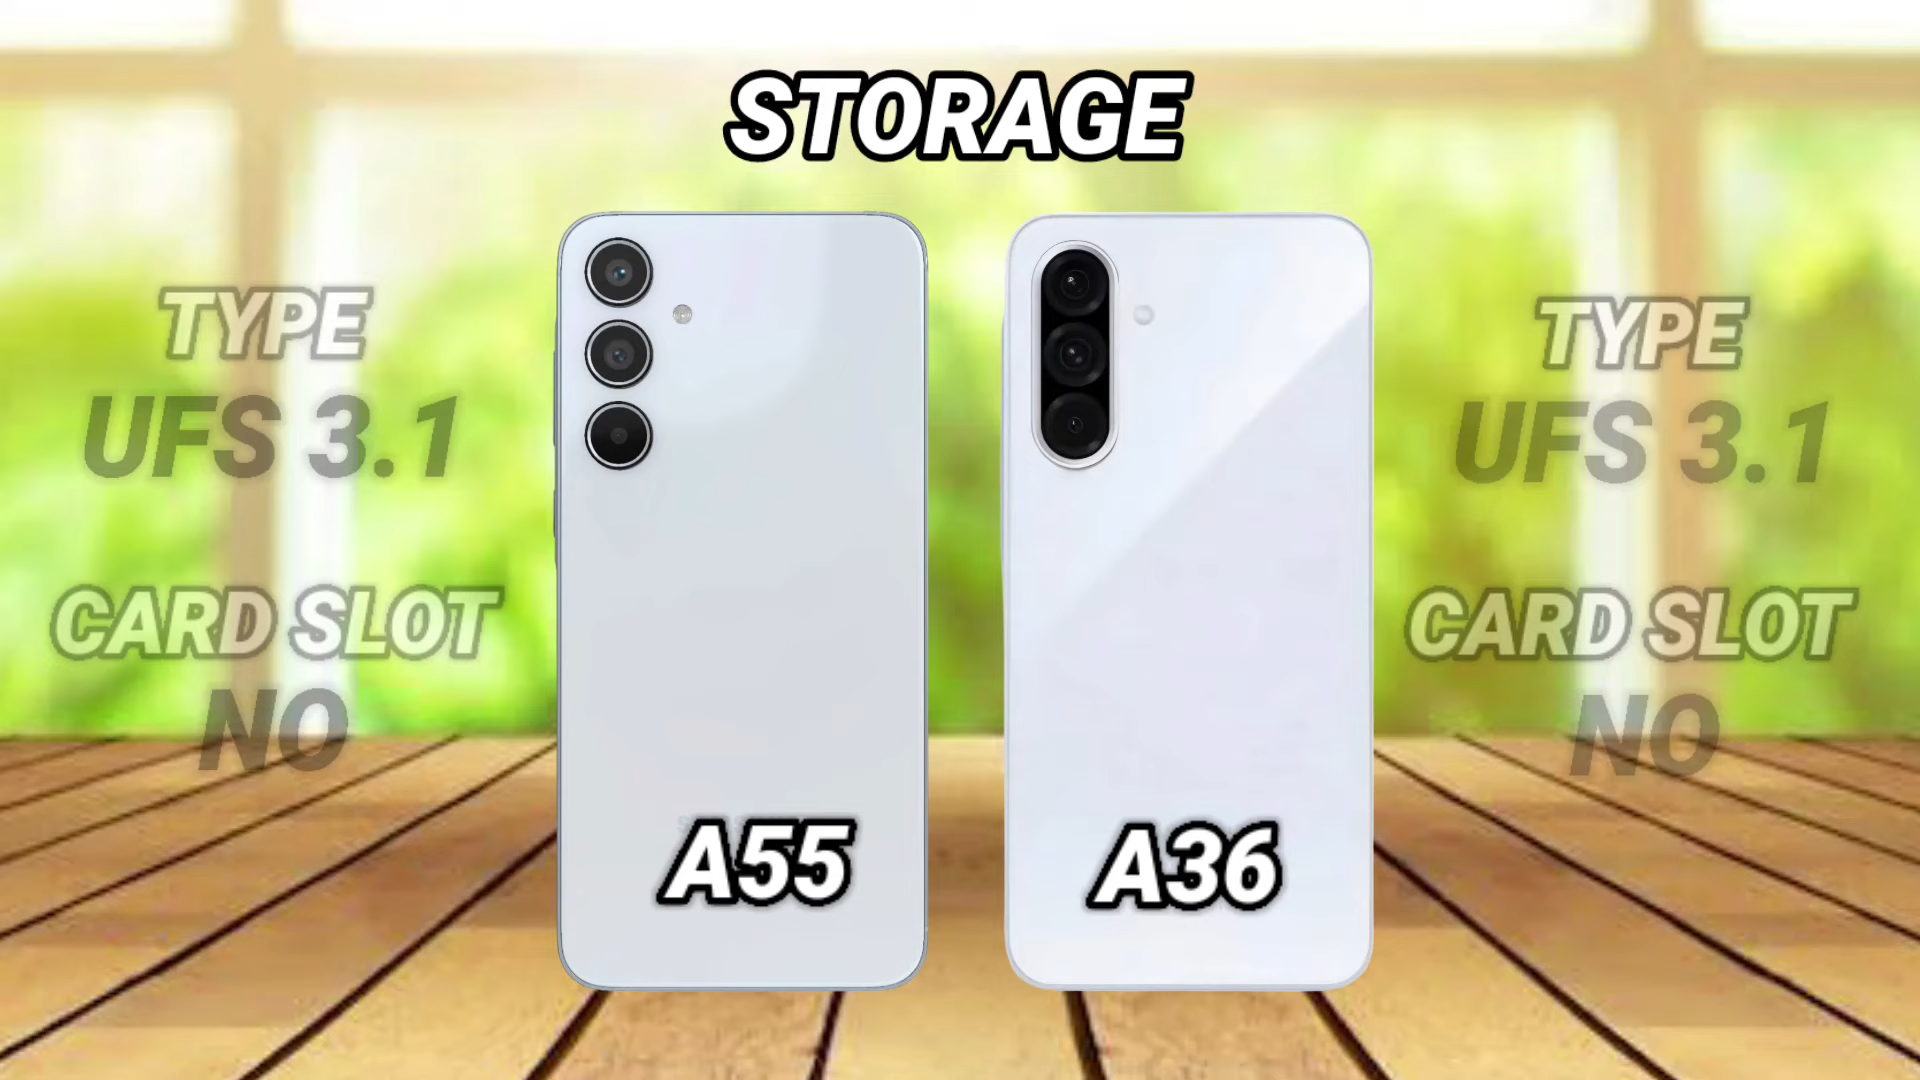 STORAGE
TYPE
UFS 3.1
CARD SLOT
NO
A55
TYPE
UFS 3.1
CARD SLOT
NO
A36